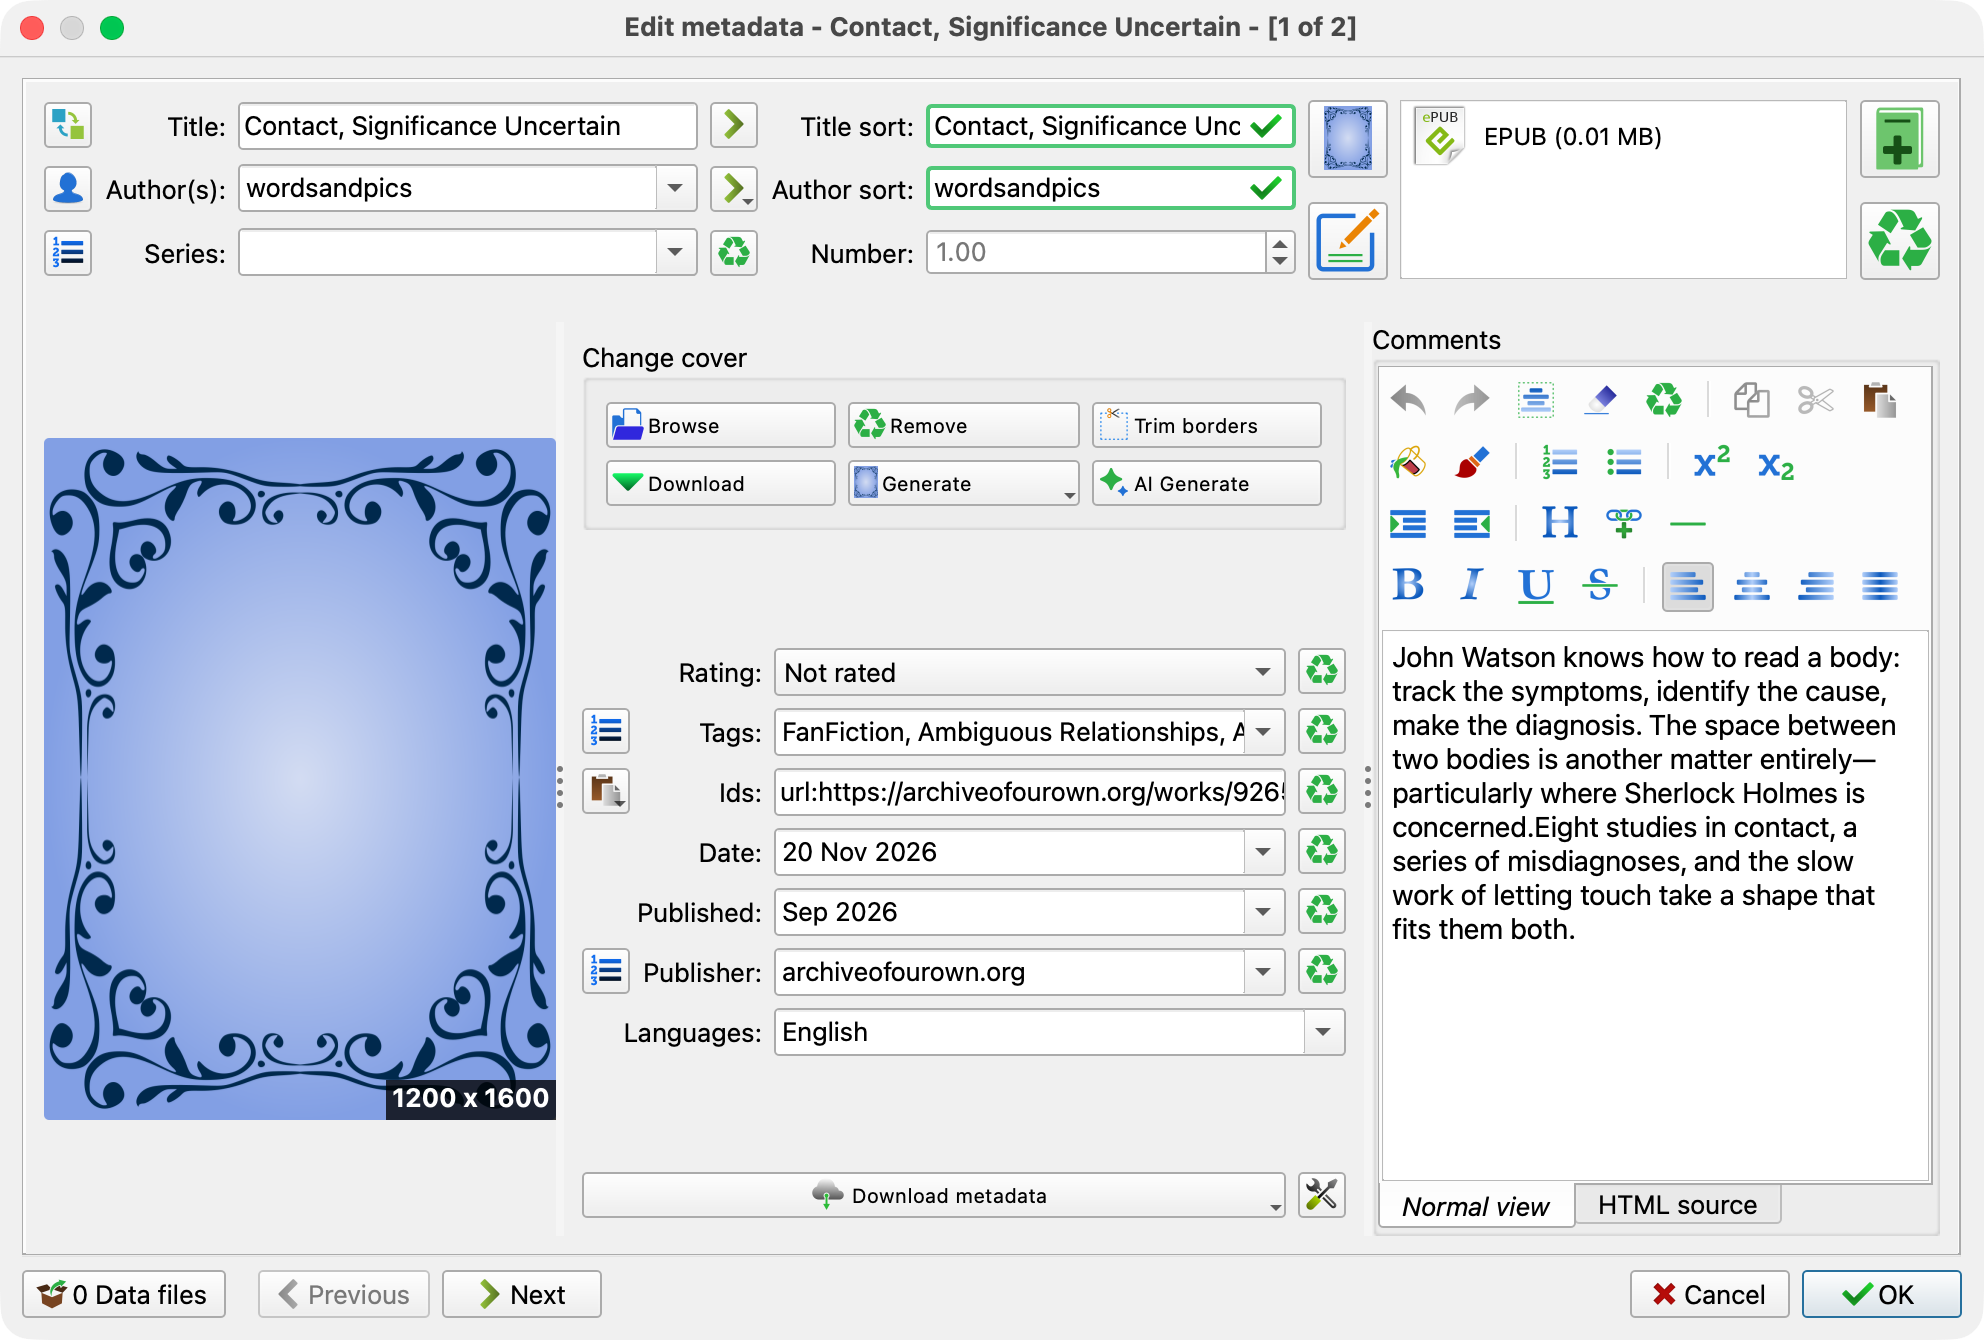 Edit metadata - Contact, Significance Uncertain - [1 of 2]
Title: Contact, Significance Uncertain
Title sort: Contact, Significance Unc
Author(s): wordsandpics
Author sort: wordsandpics
Series:
Number: 1.00
ePUB
EPUB (0.01 MB)
1200 x 1600
Change cover
Browse
Remove
Trim borders
Download
Generate
AI Generate
Rating: Not rated
Tags: FanFiction, Ambiguous Relationships, A
Ids: url:https://archiveofourown.org/works/926
Date: 20 Nov 2026
Published: Sep 2026
Publisher: archiveofourown.org
Languages: English
Download metadata
Comments
John Watson knows how to read a body:
track the symptoms, identify the cause,
make the diagnosis. The space between
two bodies is another matter entirely—
particularly where Sherlock Holmes is
concerned.Eight studies in contact, a
series of misdiagnoses, and the slow
work of letting touch take a shape that
fits them both.
Normal view
HTML source
0 Data files
Previous
Next
Cancel
OK